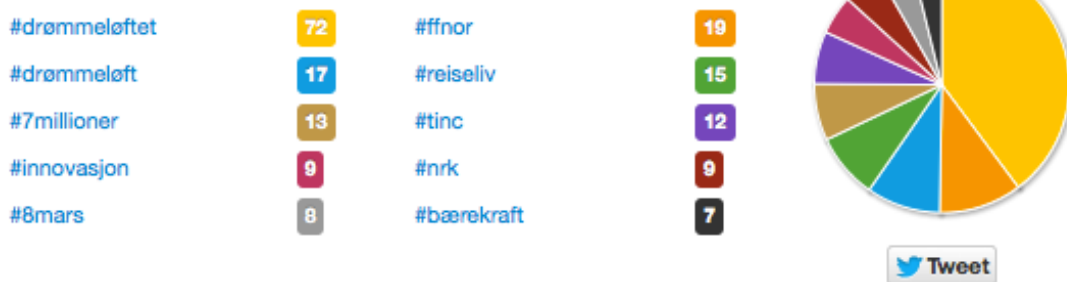 #drømmeløftet 72 #ffnor 19
#drømmeløft 17 #reiseliv 15
#7millioner 13 #tinc 12
#innovasjon 9 #nrk 9
#8mars 8 #bærekraft 7
Tweet